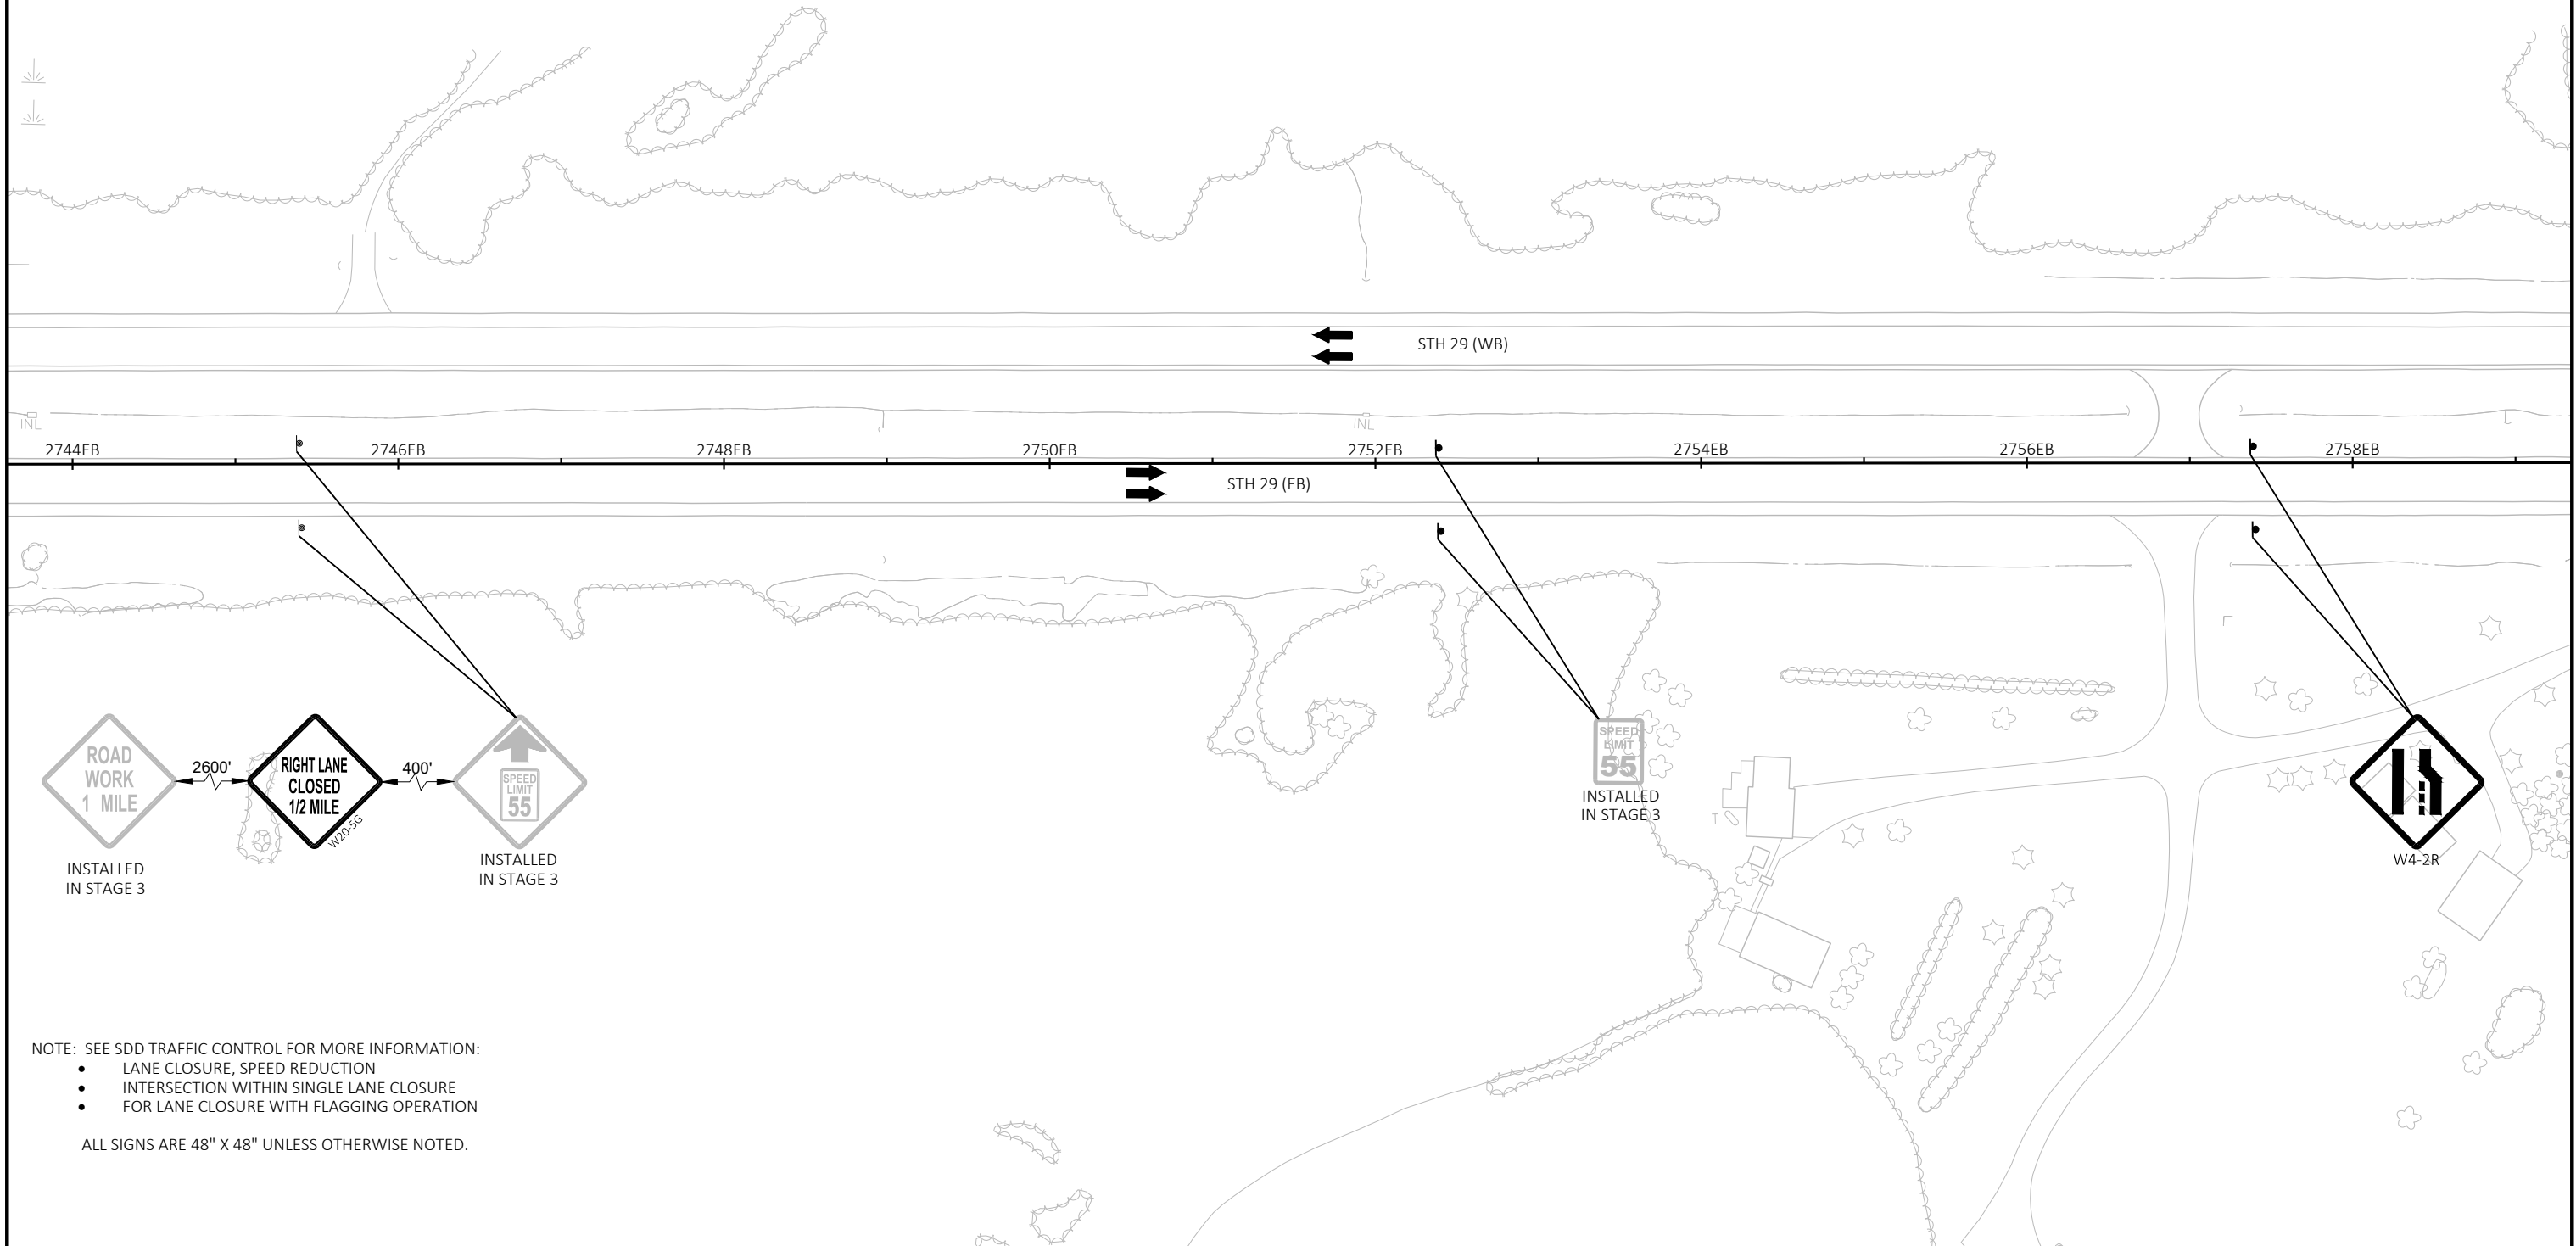 STH 29 (WB)
INL
INL
2744EB
2746EB
2748EB
2750EB
2752EB
2754EB
2756EB
2758EB
STH 29 (EB)
ROAD
WORK
1 MILE
INSTALLED
IN STAGE 3
2600'
RIGHT LANE
CLOSED
1/2 MILE
W20-5G
400'
SPEED
LIMIT
55
INSTALLED
IN STAGE 3
SPEED
LIMIT
55
INSTALLED
IN STAGE 3
T
W4-2R
NOTE: SEE SDD TRAFFIC CONTROL FOR MORE INFORMATION:
• LANE CLOSURE, SPEED REDUCTION
• INTERSECTION WITHIN SINGLE LANE CLOSURE
• FOR LANE CLOSURE WITH FLAGGING OPERATION
ALL SIGNS ARE 48" X 48" UNLESS OTHERWISE NOTED.